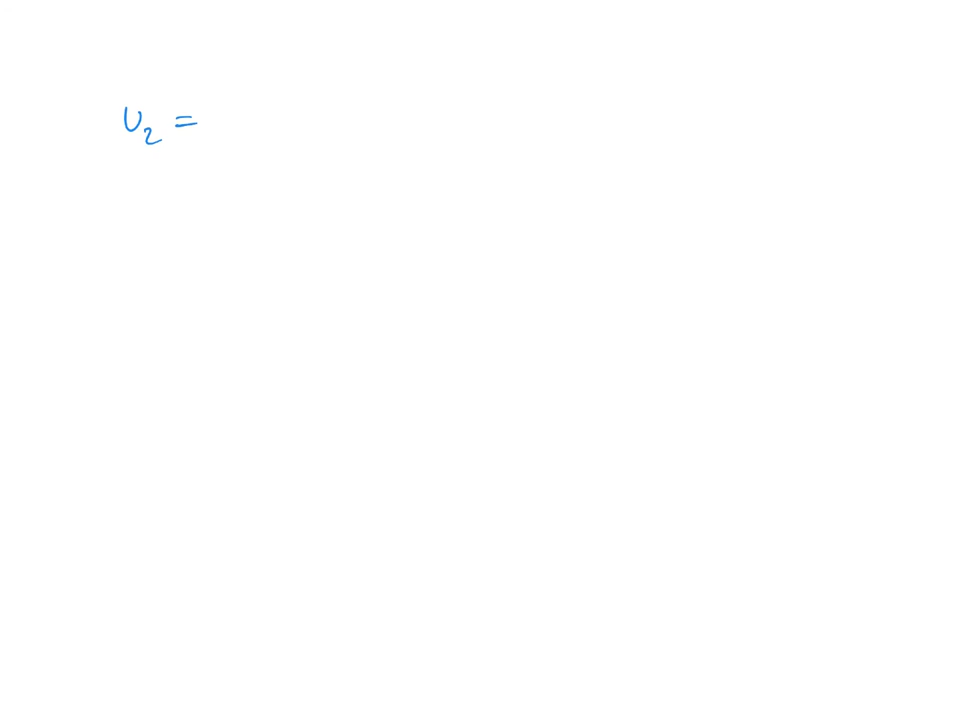 U₂ =